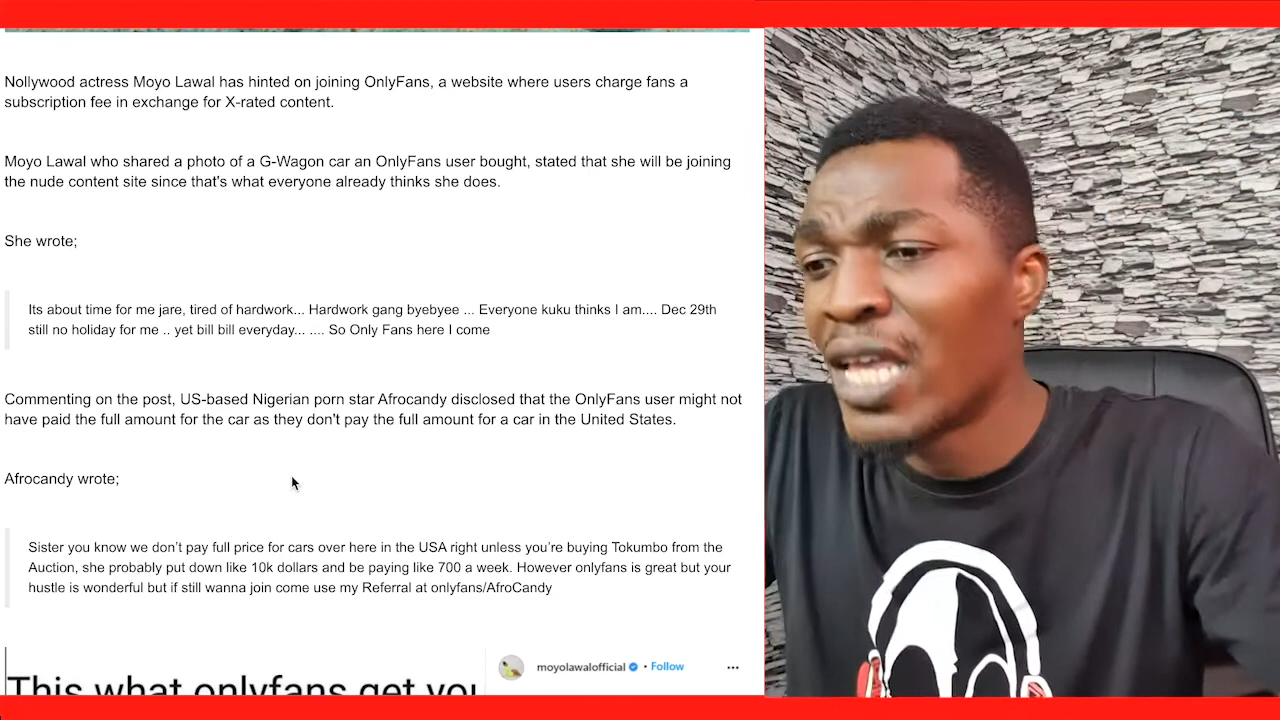 Nollywood actress Moyo Lawal has hinted on joining OnlyFans, a website where users charge fans a
subscription fee in exchange for X-rated content.
Moyo Lawal who shared a photo of a G-Wagon car an OnlyFans user bought, stated that she will be joining
the nude content site since that's what everyone already thinks she does.
She wrote;
Its about time for me jare, tired of hardwork... Hardwork gang byebyee ... Everyone kuku thinks I am.... Dec 29th
still no holiday for me .. yet bill bill everyday... .... So Only Fans here I come
Commenting on the post, US-based Nigerian porn star Afrocandy disclosed that the OnlyFans user might not
have paid the full amount for the car as they don't pay the full amount for a car in the United States.
Afrocandy wrote;
Sister you know we don’t pay full price for cars over here in the USA right unless you’re buying Tokumbo from the
Auction, she probably put down like 10k dollars and be paying like 700 a week. However onlyfans is great but your
hustle is wonderful but if still wanna join come use my Referral at onlyfans/AfroCandy
This what onlyfans get you
moyolawalofficial • Follow